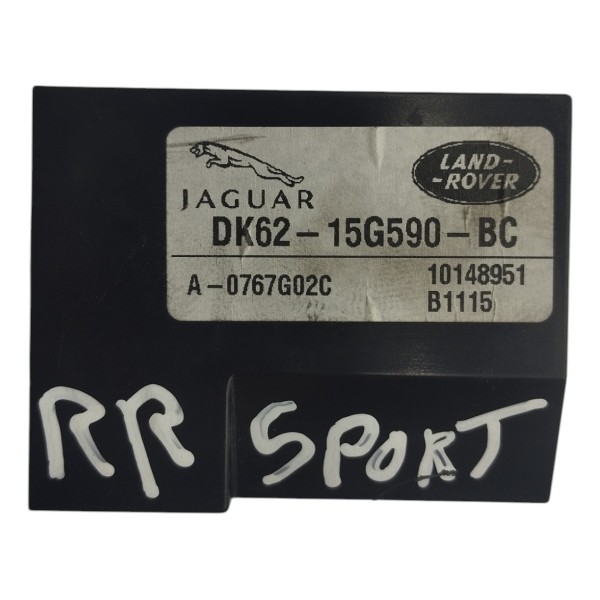 JAGUAR
LAND-
-ROVER
DK62-15G590-BC
A-0767G02C
10148951
B1115
RR SPORT